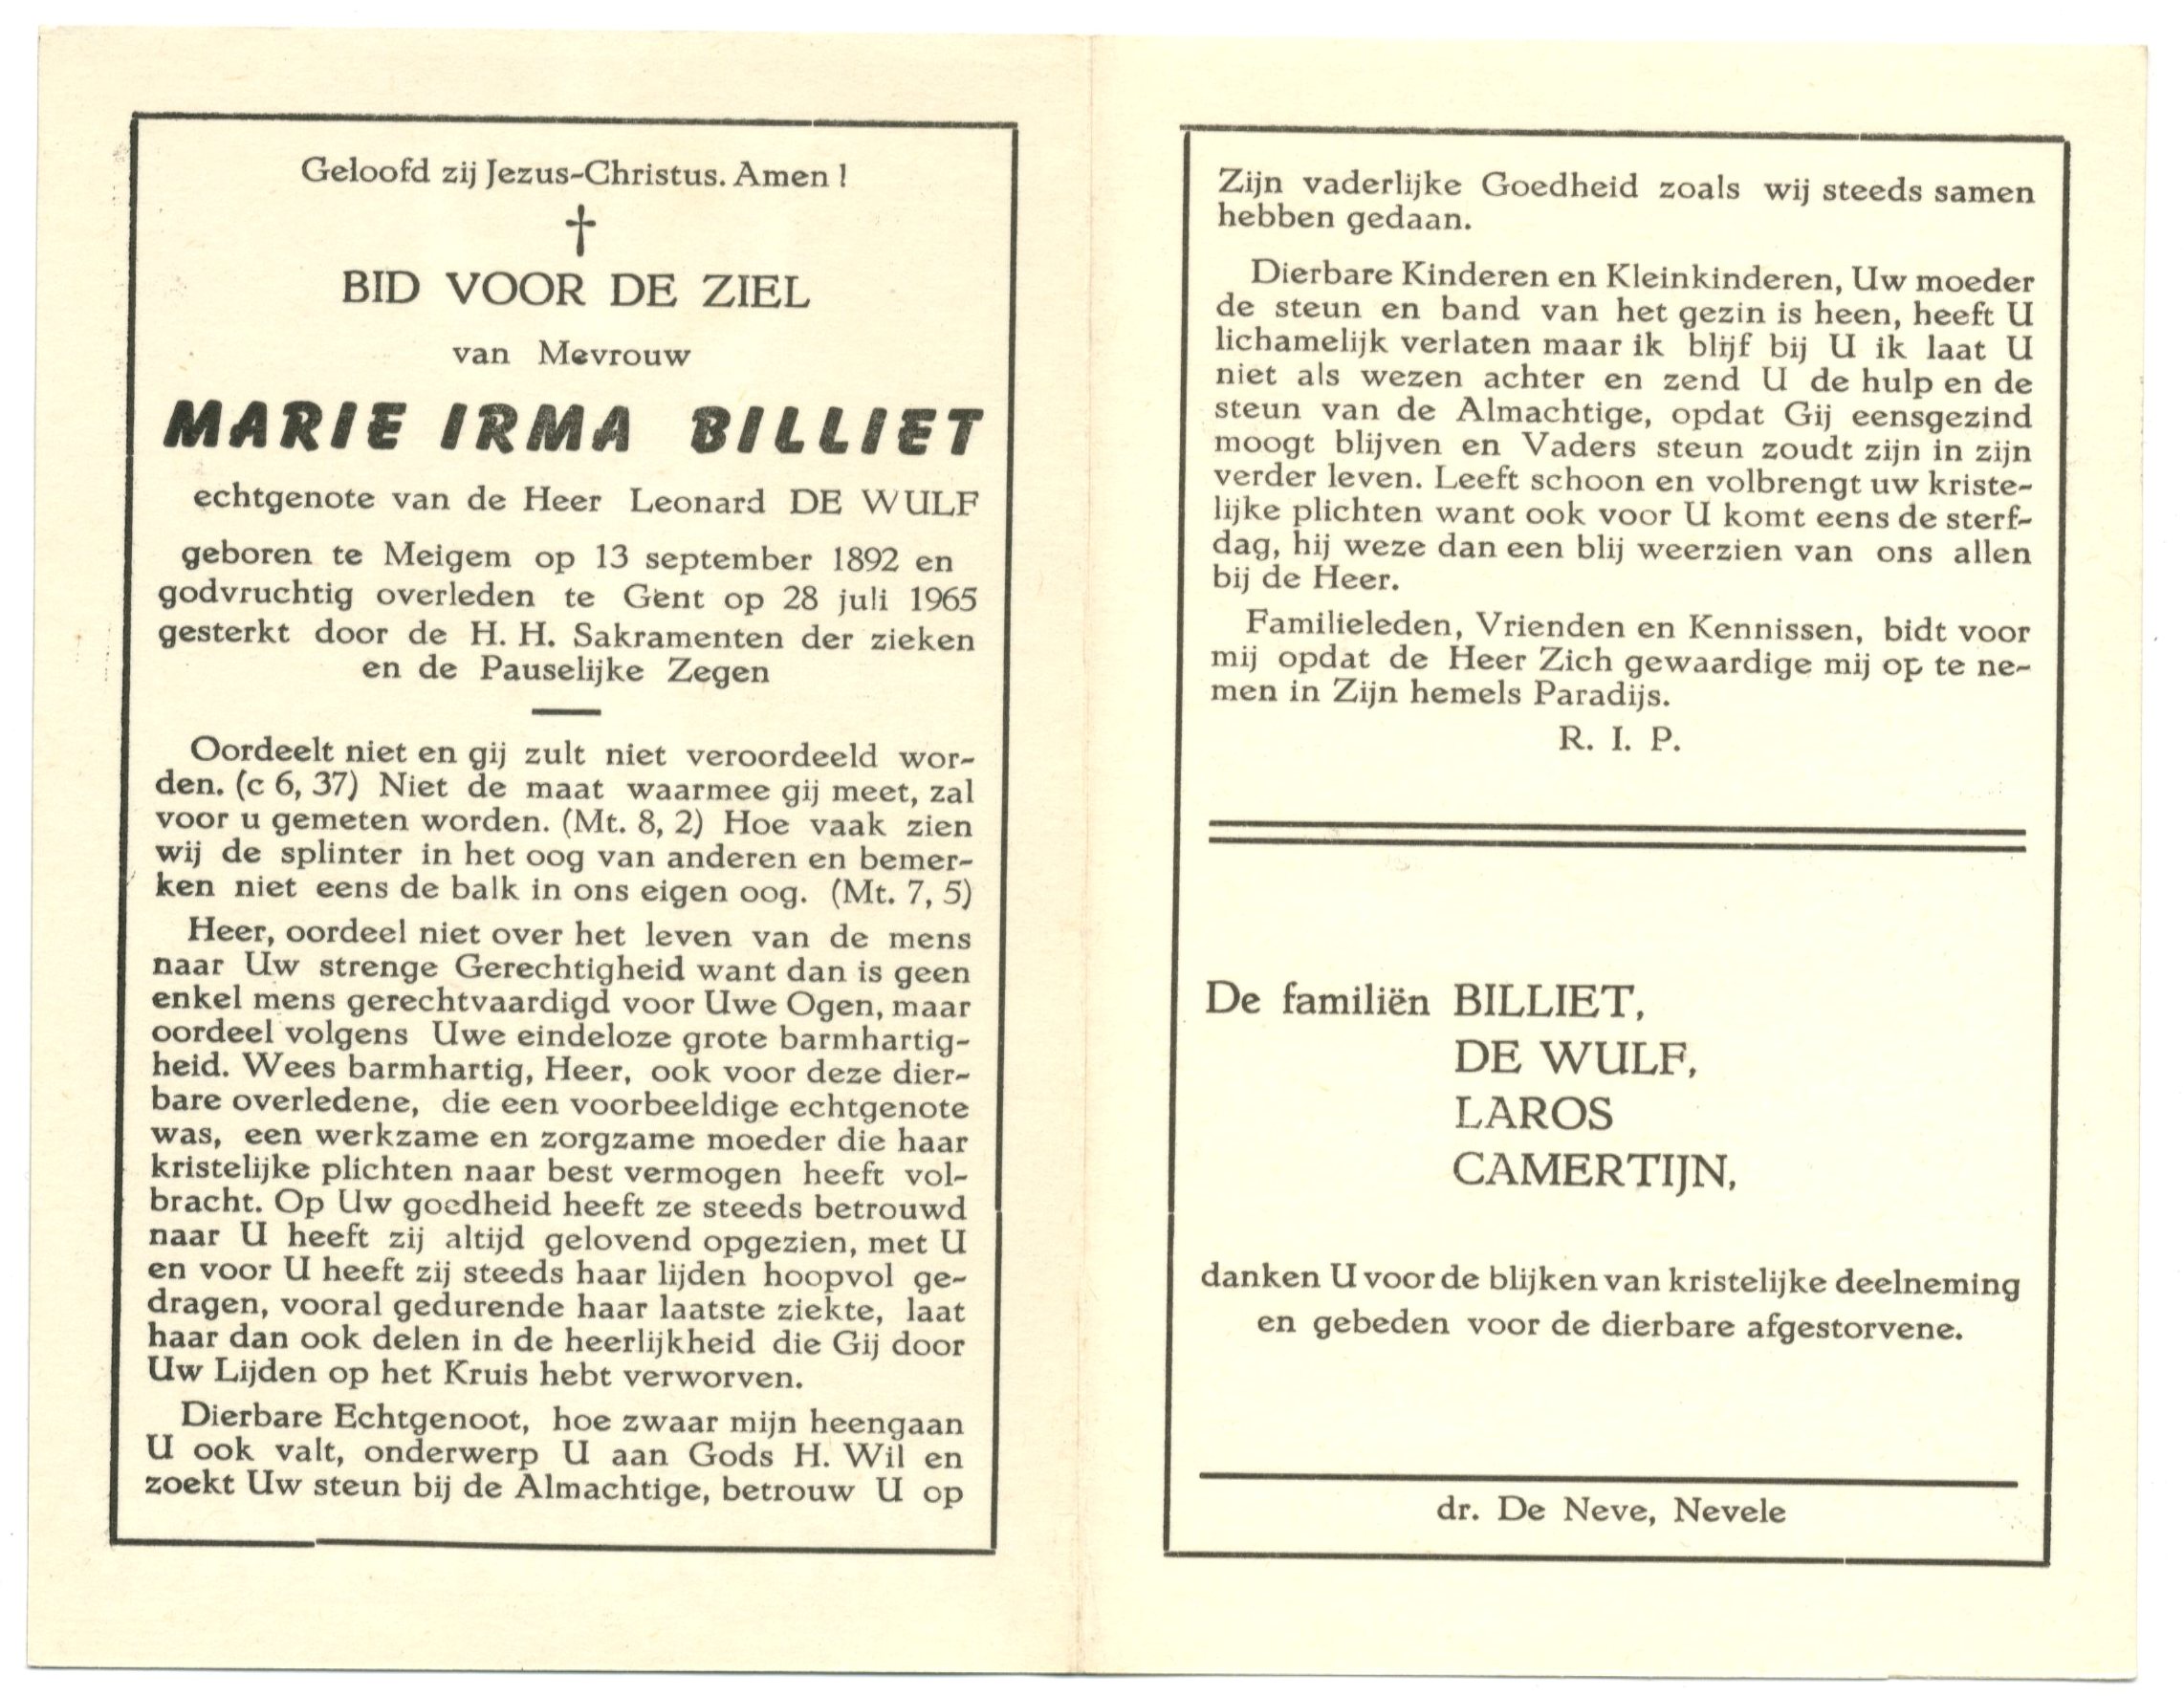 Geloofd zij Jezus-Christus. Amen !
†
BID VOOR DE ZIEL
van Mevrouw
MARIE IRMA BILLIET
echtgenote van de Heer Leonard DE WULF
geboren te Meigem op 13 september 1892 en
godvruchtig overleden te Gent op 28 juli 1965
gesterkt door de H. H. Sakramenten der zieken
en de Pauselijke Zegen
Oordeelt niet en gij zult niet veroordeeld wor-
den. (c 6, 37) Niet de maat waarmee gij meet, zal
voor u gemeten worden. (Mt. 8, 2) Hoe vaak zien
wij de splinter in het oog van anderen en bemer-
ken niet eens de balk in ons eigen oog. (Mt. 7, 5)
Heer, oordeel niet over het leven van de mens
naar Uw strenge Gerechtigheid want dan is geen
enkel mens gerechtvaardigd voor Uwe Ogen, maar
oordeel volgens Uwe eindeloze grote barmhartig-
heid. Wees barmhartig, Heer, ook voor deze dier-
bare overledene, die een voorbeeldige echtgenote
was, een werkzame en zorgzame moeder die haar
kristelijke plichten naar best vermogen heeft vol-
bracht. Op Uw goedheid heeft ze steeds betrouwd
naar U heeft zij altijd gelovend opgezien, met U
en voor U heeft zij steeds haar lijden hoopvol ge-
dragen, vooral gedurende haar laatste ziekte, laat
haar dan ook delen in de heerlijkheid die Gij door
Uw Lijden op het Kruis hebt verworven.
Dierbare Echtgenoot, hoe zwaar mijn heengaan
U ook valt, onderwerp U aan Gods H. Wil en
zoekt Uw steun bij de Almachtige, betrouw U op
Zijn vaderlijke Goedheid zoals wij steeds samen
hebben gedaan.
Dierbare Kinderen en Kleinkinderen, Uw moeder
de steun en band van het gezin is heen, heeft U
lichamelijk verlaten maar ik blijf bij U ik laat U
niet als wezen achter en zend U de hulp en de
steun van de Almachtige, opdat Gij eensgezind
moogt blijven en Vaders steun zoudt zijn in zijn
verder leven. Leeft schoon en volbrengt uw kriste-
lijke plichten want ook voor U komt eens de sterf-
dag, hij weze dan een blij weerzien van ons allen
bij de Heer.
Familieleden, Vrienden en Kennissen, bidt voor
mij opdat de Heer Zich gewaardige mij op te ne-
men in Zijn hemels Paradijs.
R. I. P.
De familiën BILLIET,
DE WULF,
LAROS
CAMERTIJN,
danken U voor de blijken van kristelijke deelneming
en gebeden voor de dierbare afgestorvene.
dr. De Neve, Nevele